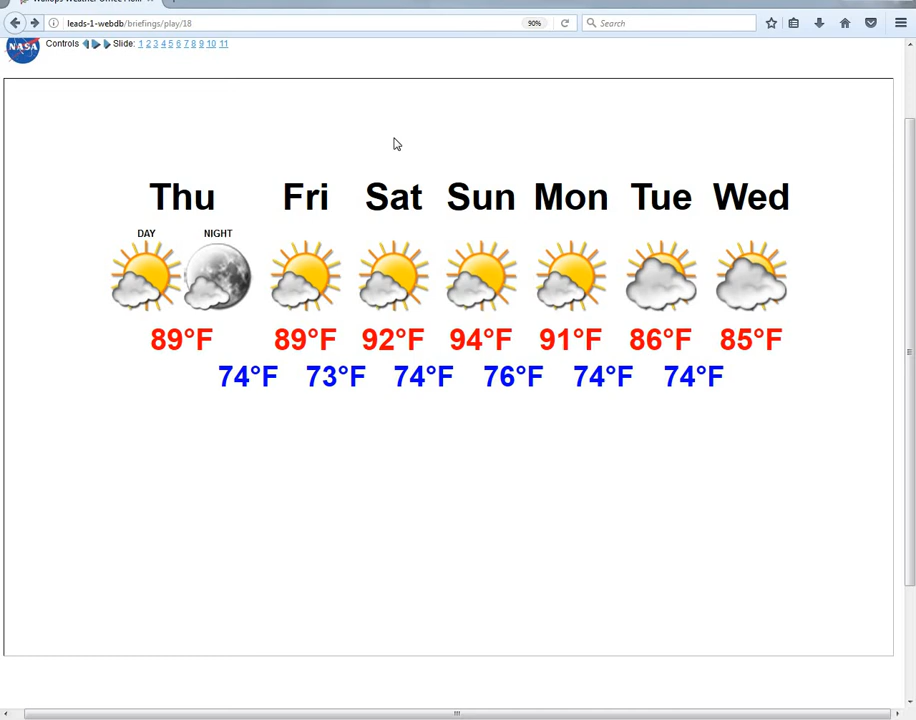 leads-1-webdb/briefings/play/18
90%
Search
NASA
Controls Slide: 1 2 3 4 5 6 7 8 9 10 11
Thu Fri Sat Sun Mon Tue Wed
DAY NIGHT
89°F 89°F 92°F 94°F 91°F 86°F 85°F
74°F 73°F 74°F 76°F 74°F 74°F